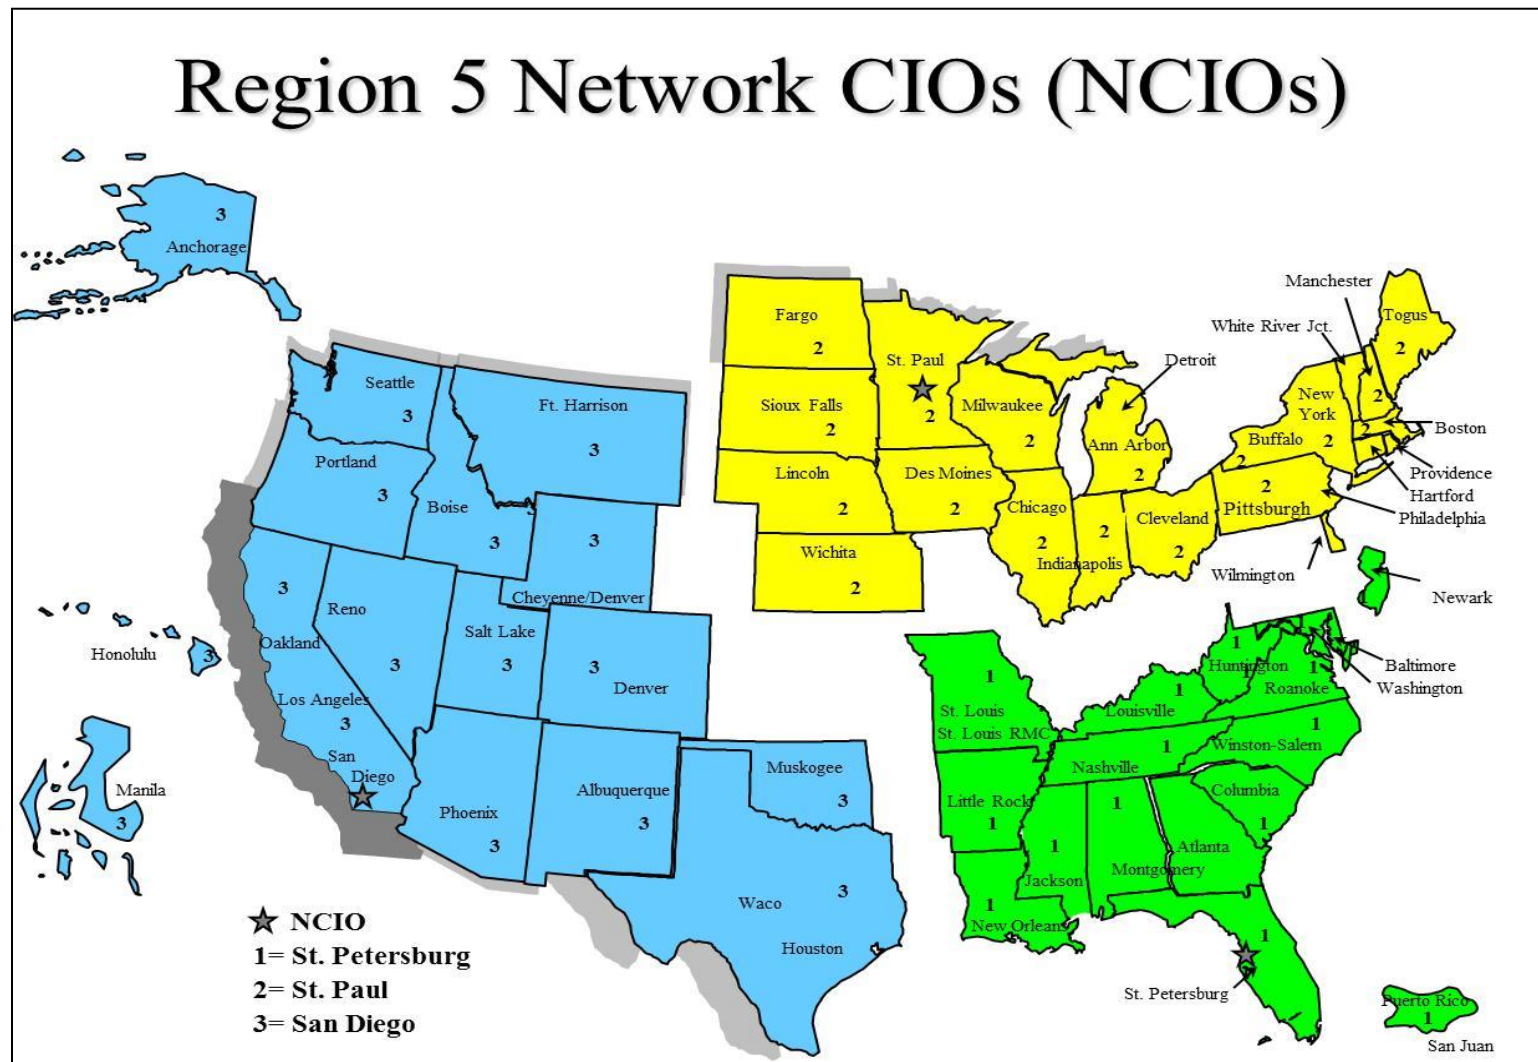 Region 5 Network CIOs (NCIOs)
3
Anchorage
Seattle
3
Ft. Harrison
3
Portland
3
Boise
3
3
3
Cheyenne/Denver
3
Oakland
Reno
3
Salt Lake
3
3
Denver
Honolulu
3
Los Angeles
3
San
Diego
Manila
3
Phoenix
3
Albuquerque
3
Muskogee
3
3
Waco
Houston
Fargo
2
St. Paul
2
Sioux Falls
2
Milwaukee
2
Detroit
Ann Arbor
2
Lincoln
2
Des Moines
2
Chicago
2
2
Indianapolis
Cleveland
2
Wichita
2
Manchester
White River Jct.
Togus
2
2
New
York
2
Buffalo
2
2
Boston
Providence
Hartford
Philadelphia
2
Pittsburgh
Wilmington
1
Newark
1
Huntington
1
1
Roanoke
Baltimore
Washington
1
St. Louis
St. Louis RMC
1
Louisville
1
Nashville
1
Winston-Salem
Columbia
1
Little Rock
1
1
Jackson
1
Montgomery
Atlanta
1
New Orleans
1
St. Petersburg
Puerto Rico
1
San Juan
NCIO
1= St. Petersburg
2= St. Paul
3= San Diego